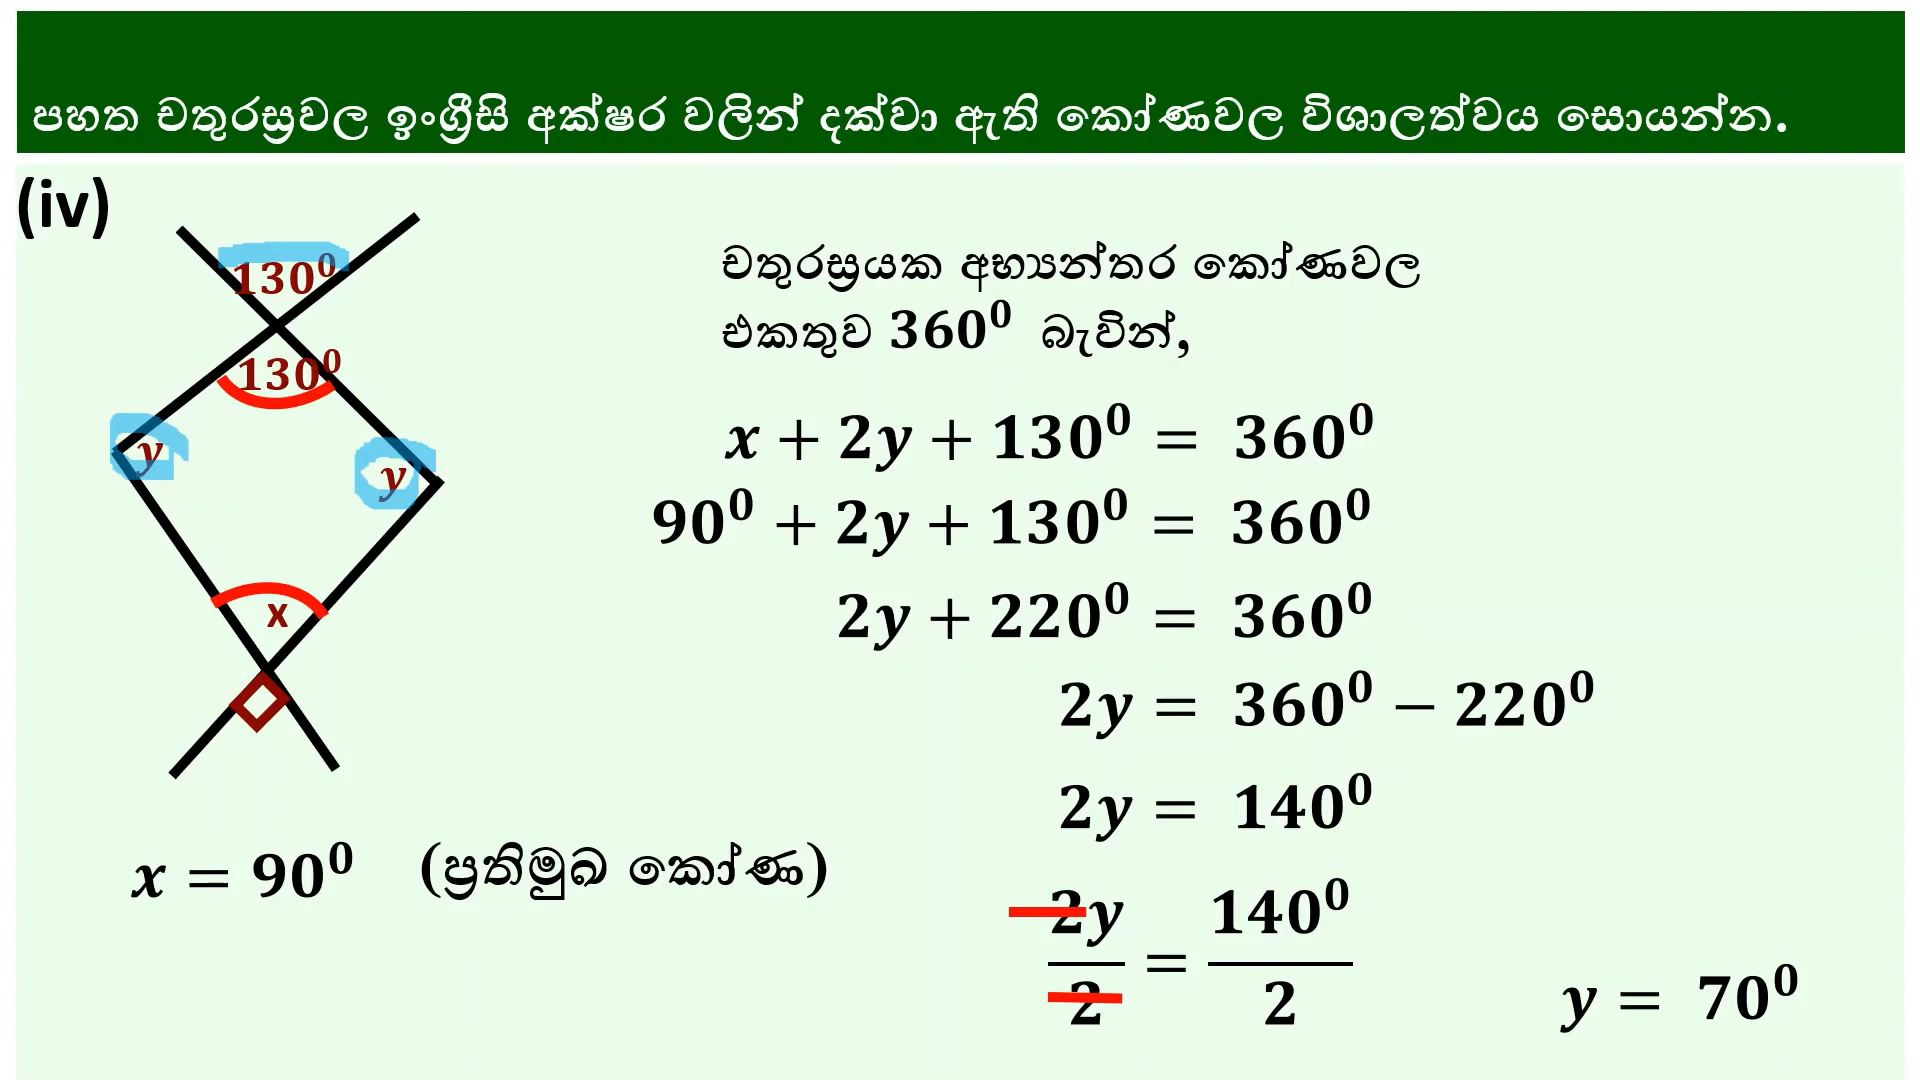 පහත චතුරස්‍රවල ඉංග්‍රීසි අක්ෂර වලින් දක්වා ඇති කෝණවල විශාලත්වය සොයන්න.
(iv)
130⁰
130⁰
y
y
x
x = 90⁰ (ප්‍රතිමුඛ කෝණ)
චතුරස්‍රයක අභ්‍යන්තර කෝණවල
එකතුව 360⁰ බැවින්,
x + 2y + 130⁰ = 360⁰
90⁰ + 2y + 130⁰ = 360⁰
2y + 220⁰ = 360⁰
2y = 360⁰ − 220⁰
2y = 140⁰
2y/2 = 140⁰/2
y = 70⁰